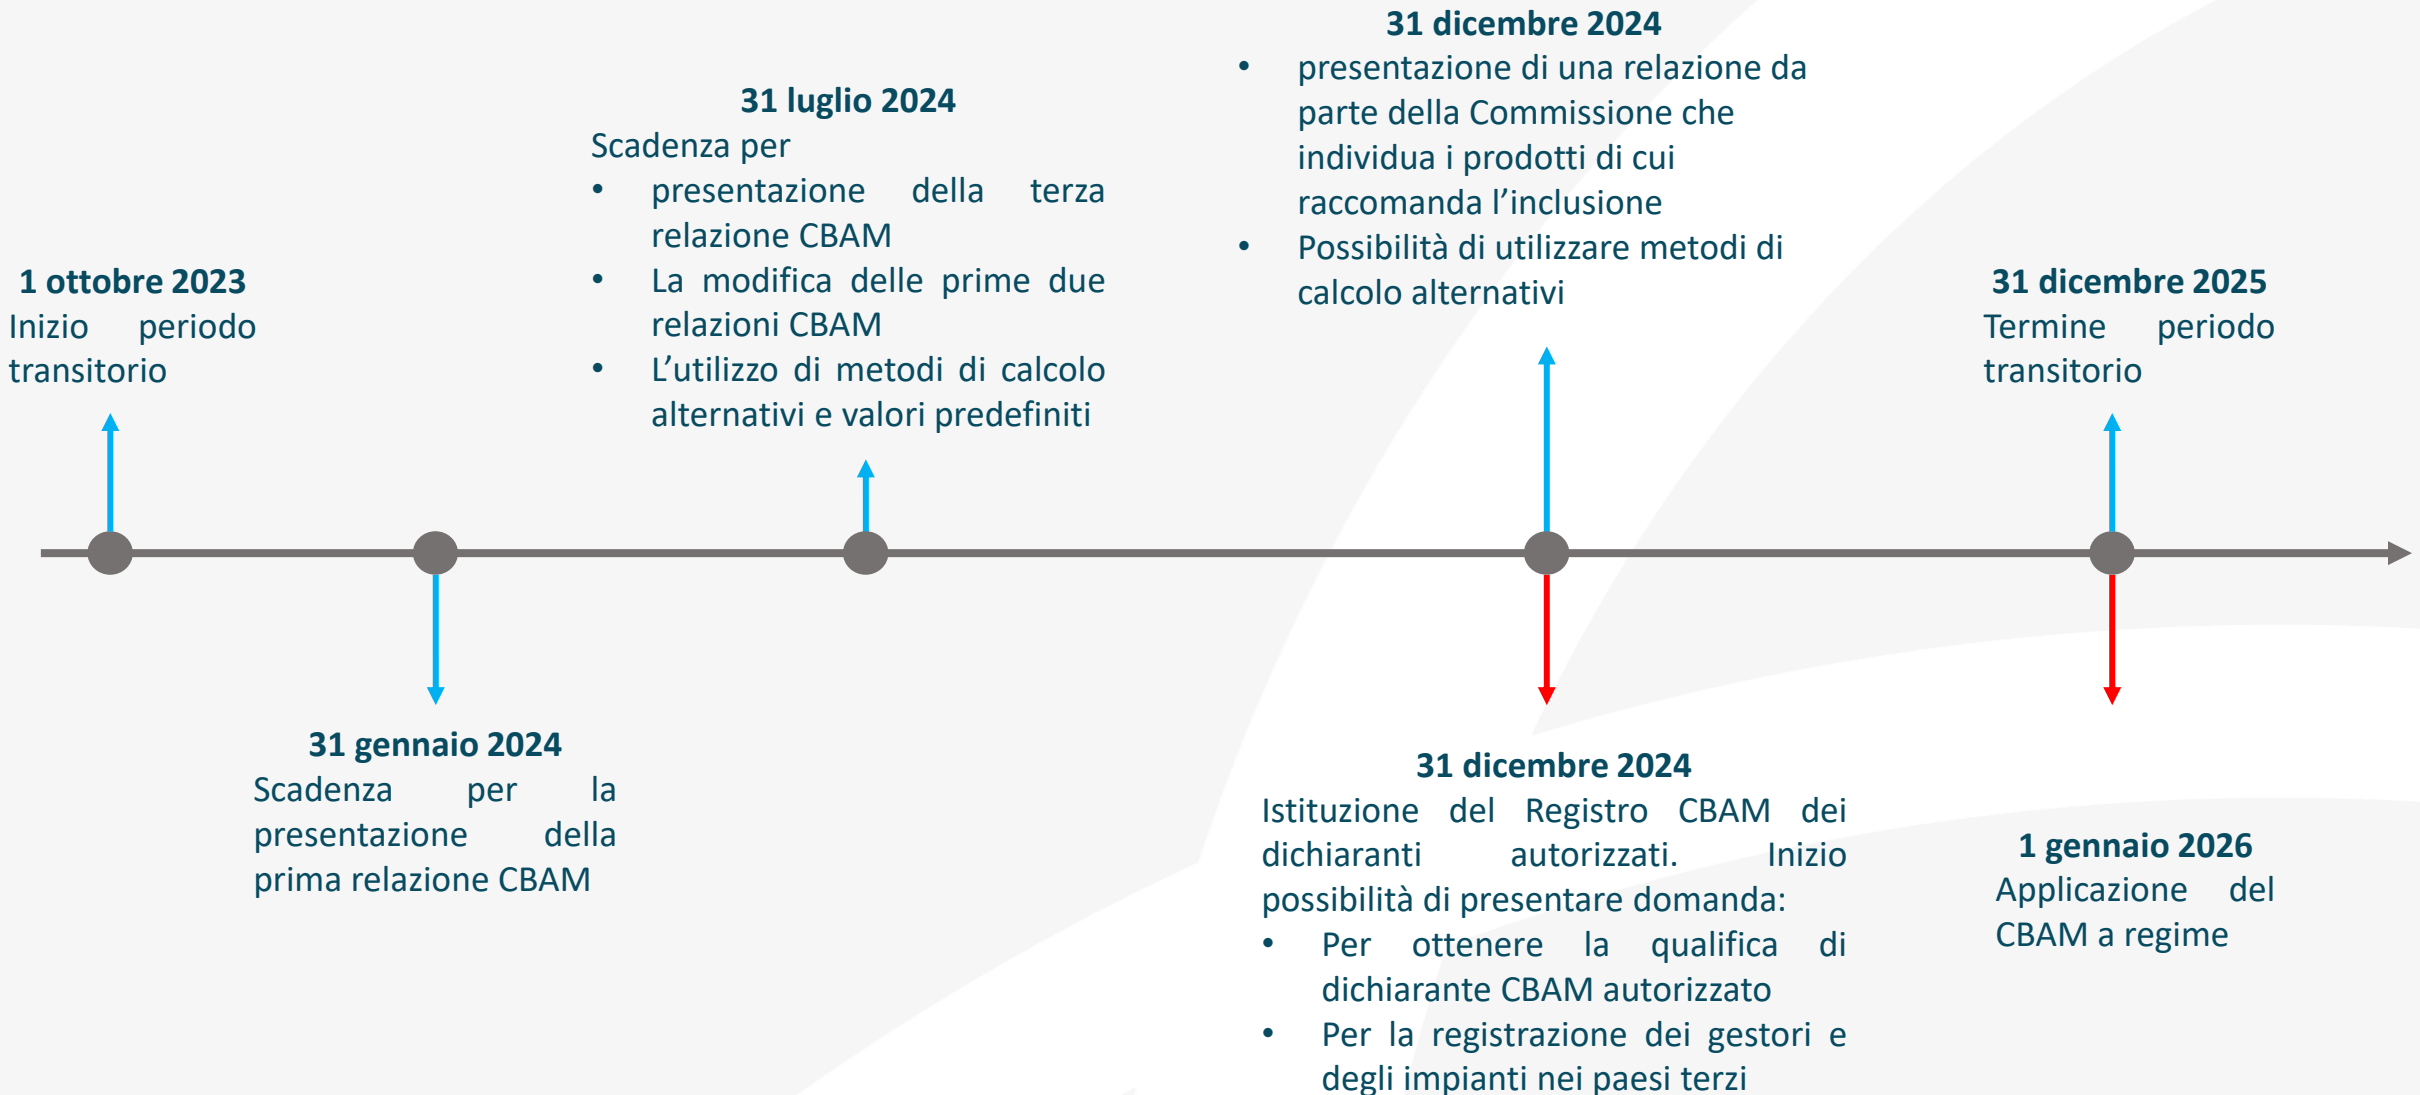 1 ottobre 2023
Inizio periodo
transitorio
31 gennaio 2024
Scadenza per la
presentazione della
prima relazione CBAM
31 luglio 2024
Scadenza per
• presentazione della terza
relazione CBAM
• La modifica delle prime due
relazioni CBAM
• L’utilizzo di metodi di calcolo
alternativi e valori predefiniti
31 dicembre 2024
• presentazione di una relazione da
parte della Commissione che
individua i prodotti di cui
raccomanda l’inclusione
• Possibilità di utilizzare metodi di
calcolo alternativi
31 dicembre 2024
Istituzione del Registro CBAM dei
dichiaranti autorizzati. Inizio
possibilità di presentare domanda:
• Per ottenere la qualifica di
dichiarante CBAM autorizzato
• Per la registrazione dei gestori e
degli impianti nei paesi terzi
31 dicembre 2025
Termine periodo
transitorio
1 gennaio 2026
Applicazione del
CBAM a regime